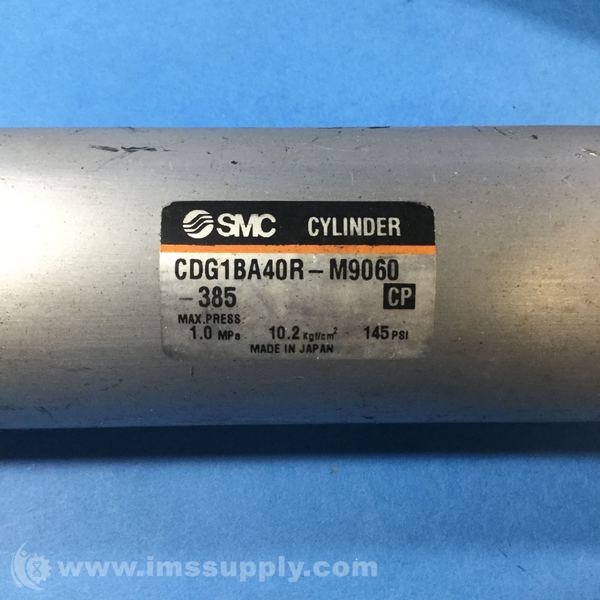 SMC CYLINDER
CDG1BA40R-M9060
-385 CP
MAX.PRESS
1.0 MPa 10.2 Kgf/cm² 145 PSI
MADE IN JAPAN
© www.imssupply.com